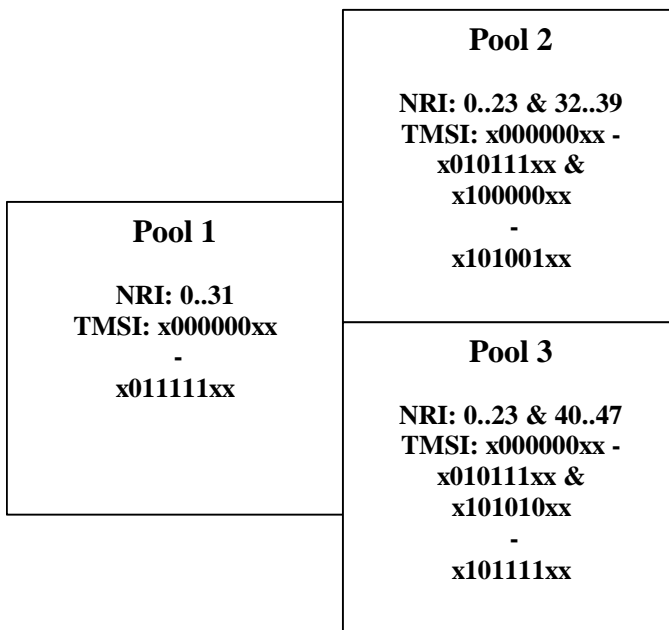 Pool 1
NRI: 0..31
TMSI: x000000xx
-
x011111xx
Pool 2
NRI: 0..23 & 32..39
TMSI: x000000xx -
x010111xx &
x100000xx
-
x101001xx
Pool 3
NRI: 0..23 & 40..47
TMSI: x000000xx -
x010111xx &
x101010xx
-
x101111xx